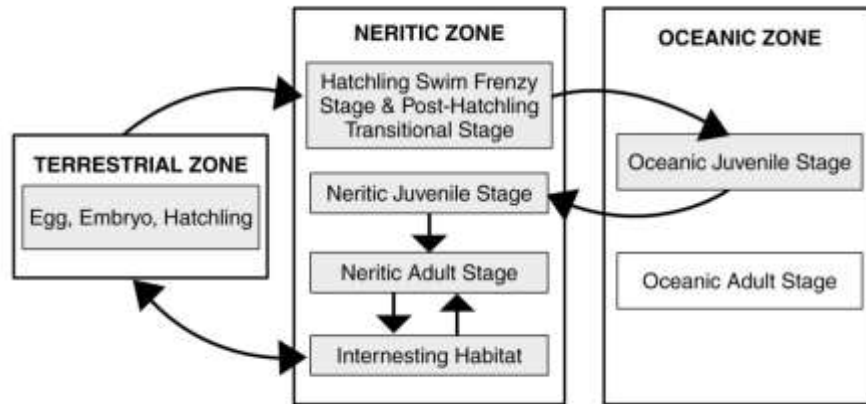 NERITIC ZONE
Hatchling Swim Frenzy
Stage & Post-Hatchling
Transitional Stage
Neritic Juvenile Stage
Neritic Adult Stage
Internesting Habitat
OCEANIC ZONE
Oceanic Juvenile Stage
Oceanic Adult Stage
TERRESTRIAL ZONE
Egg, Embryo, Hatchling